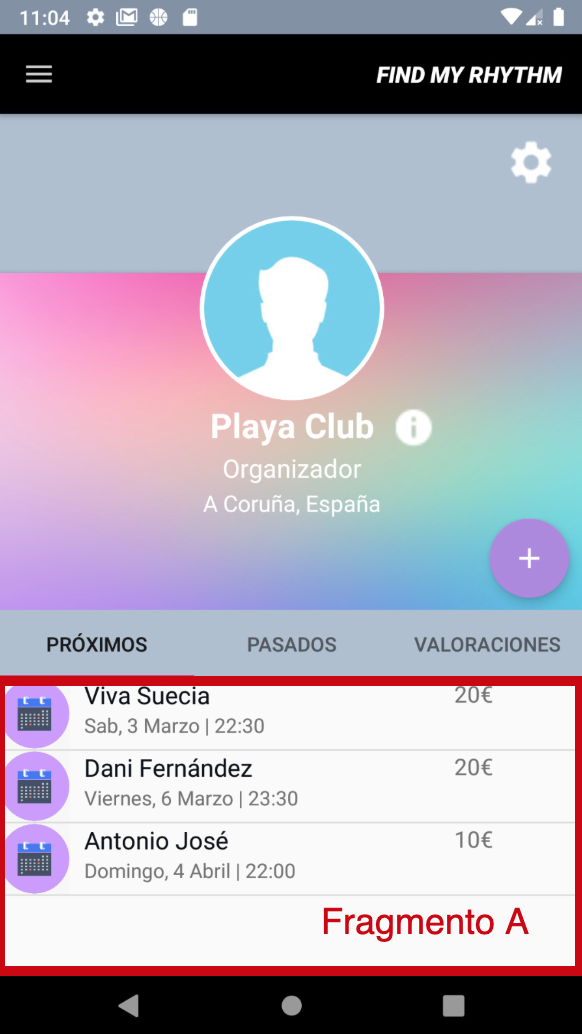 11:04
FIND MY RHYTHM
Playa Club
Organizador
A Coruña, España
+
PRÓXIMOS PASADOS VALORACIONES
Viva Suecia 20€
Sab, 3 Marzo | 22:30
Dani Fernández 20€
Viernes, 6 Marzo | 23:30
Antonio José 10€
Domingo, 4 Abril | 22:00
Fragmento A